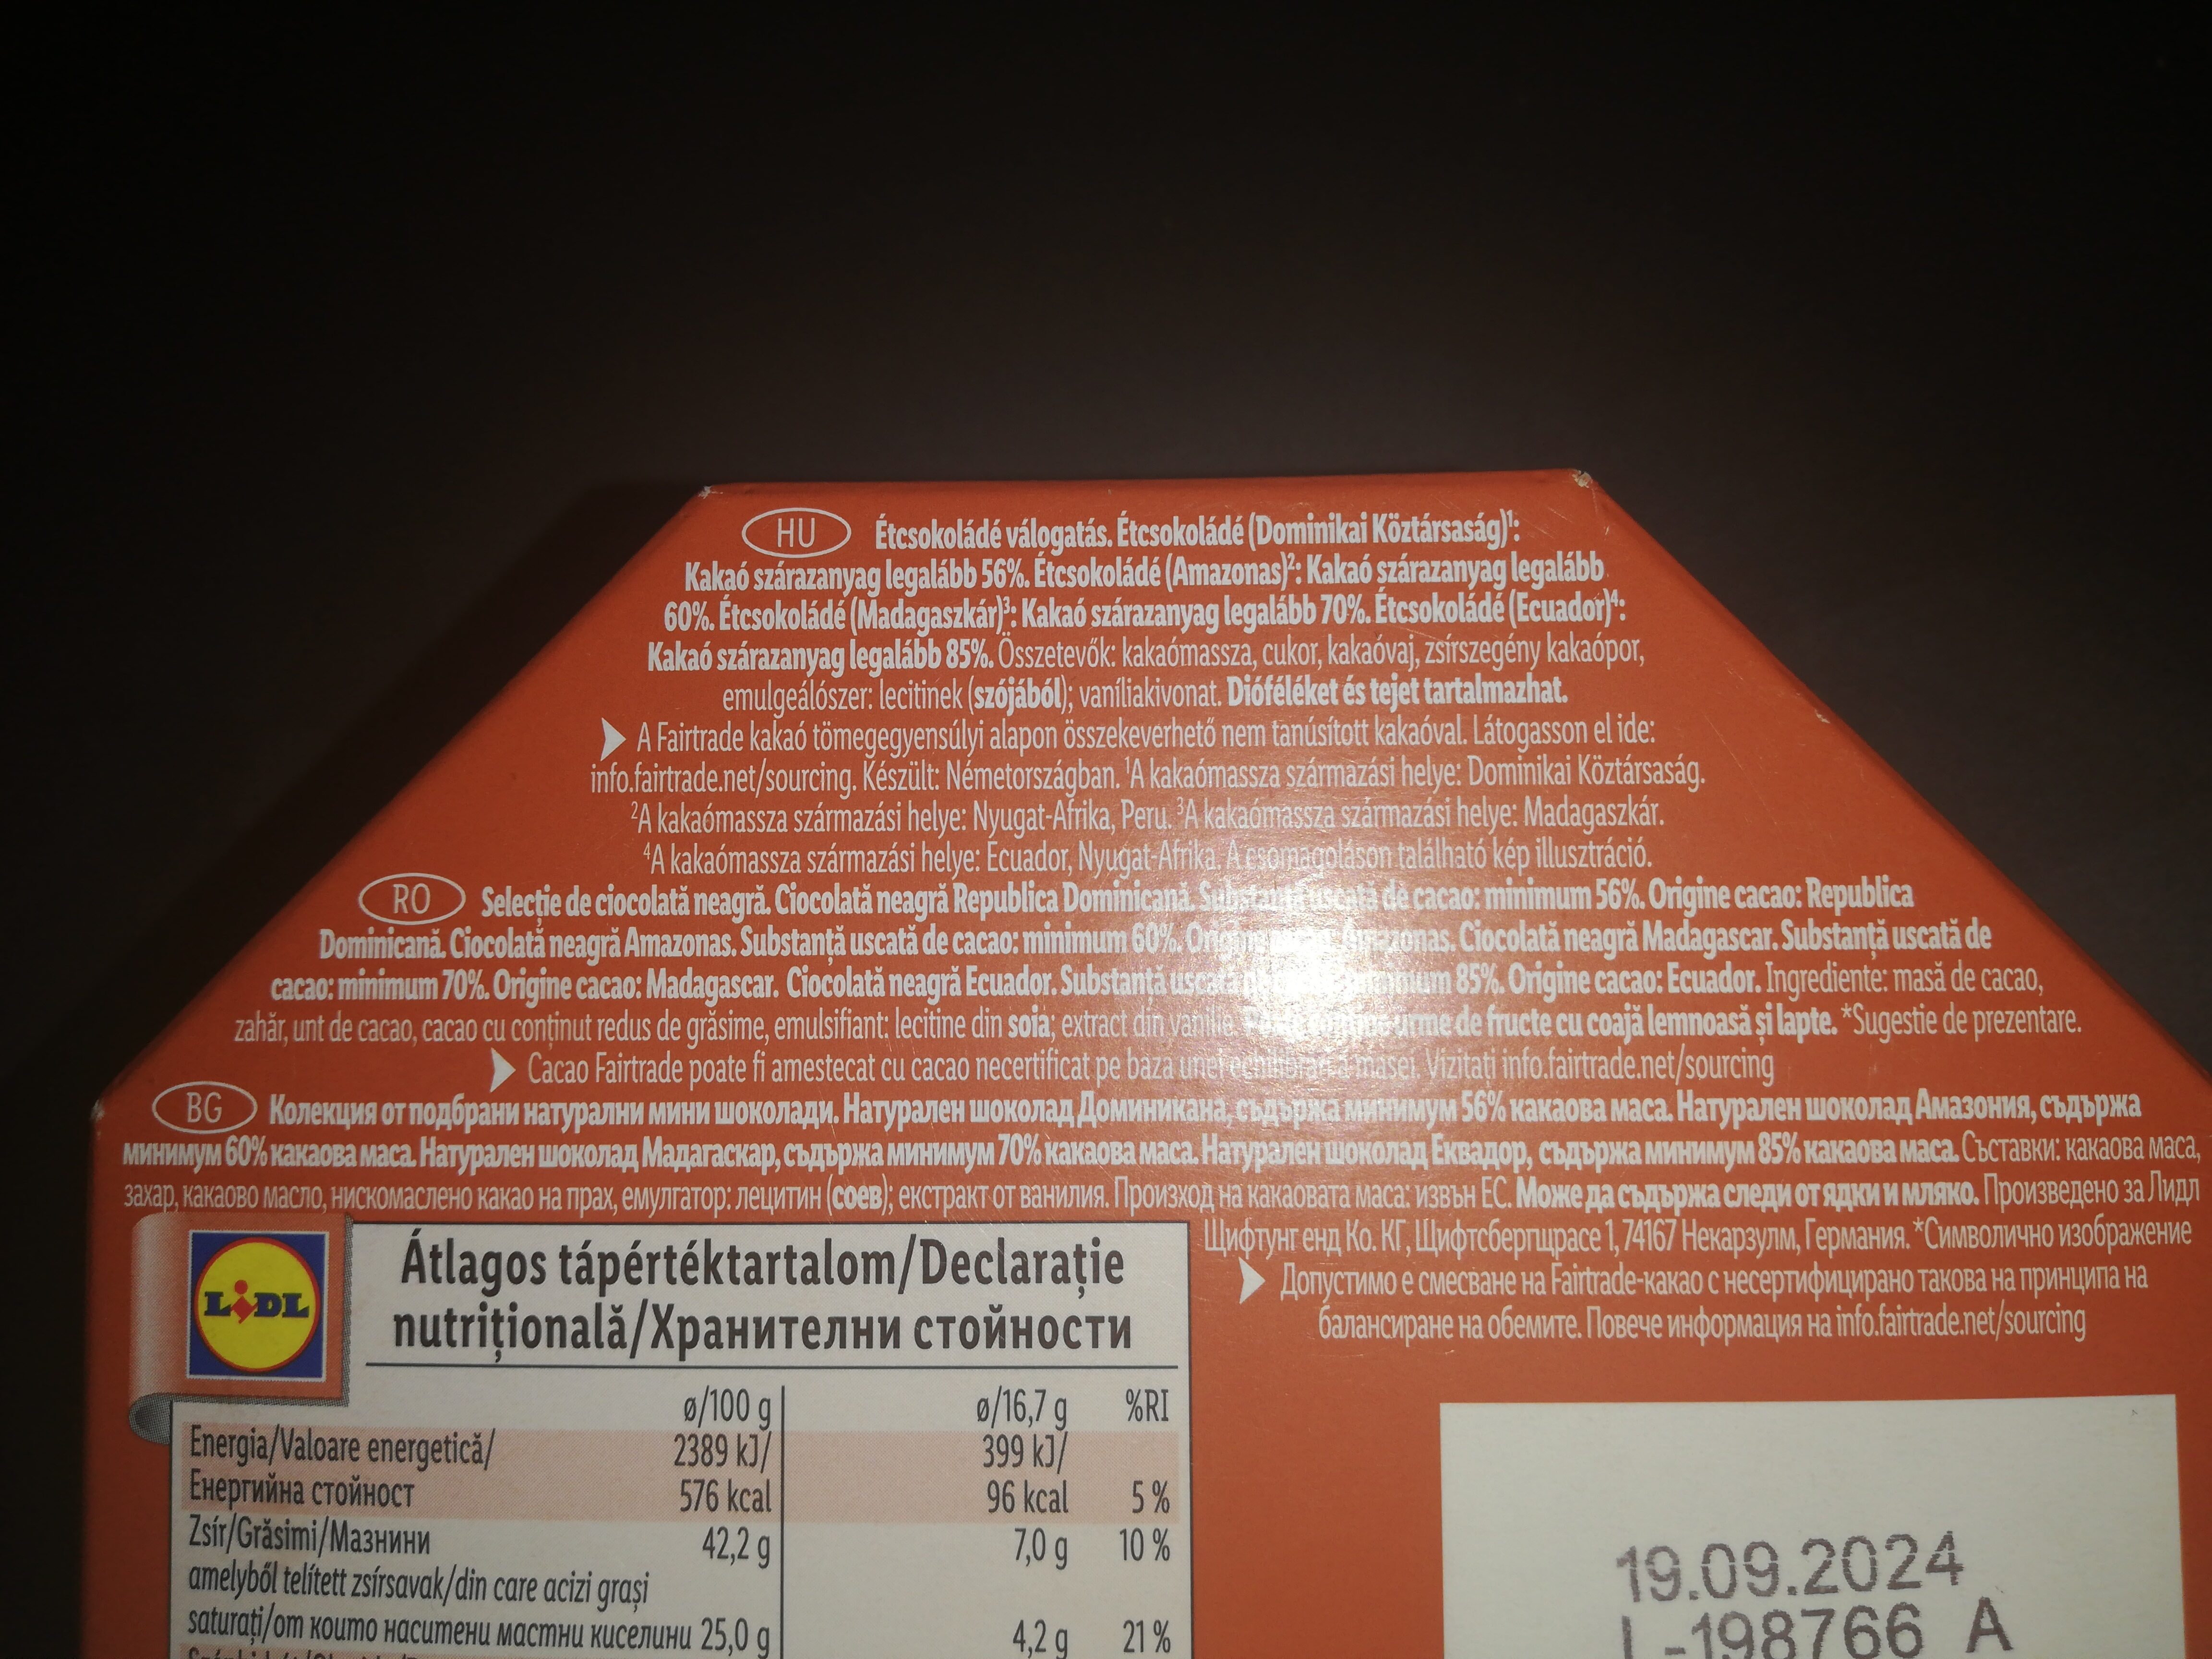 HU Étcsokoládé válogatás. Étcsokoládé (Dominikai Köztársaság)¹:
Kakaó szárazanyag legalább 56%. Étcsokoládé (Amazonas)²: Kakaó szárazanyag legalább
60%. Étcsokoládé (Madagaszkár)³: Kakaó szárazanyag legalább 70%. Étcsokoládé (Ecuador)⁴:
Kakaó szárazanyag legalább 85%. Összetevők: kakaómassza, cukor, kakaóvaj, zsírszegény kakaópor,
emulgeálószer: lecitinek (szójából); vaníliakivonat. Dióféléket és tejet tartalmazhat.
A Fairtrade kakaó tömegegyensúlyi alapon összekeverhető nem tanúsított kakaóval. Látogasson el ide:
info.fairtrade.net/sourcing. Készült: Németországban. ¹A kakaómassza származási helye: Dominikai Köztársaság.
²A kakaómassza származási helye: Nyugat-Afrika, Peru. ³A kakaómassza származási helye: Madagaszkár.
⁴A kakaómassza származási helye: Ecuador, Nyugat-Afrika. A csomagoláson található kép illusztráció.
RO Selecție de ciocolată neagră. Ciocolată neagră Republica Dominicană. Substanță uscată de cacao: minimum 56%. Origine cacao: Republica
Dominicană. Ciocolată neagră Amazonas. Substanță uscată de cacao: minimum 60%. Amazonas. Ciocolată neagră Madagascar. Substanță uscată de
cacao: minimum 70%. Origine cacao: Madagascar. Ciocolată neagră Ecuador. Substanță uscată minimum 85%. Origine cacao: Ecuador. Ingrediente: masă de cacao,
zahăr, unt de cacao, cacao cu conținut redus de grăsime, emulsifiant: lecitine din soia; extract din vanilie. urme de fructe cu coajă lemnoasă și lapte. *Sugestie de prezentare.
Cacao Fairtrade poate fi amestecat cu cacao necertificat pe baza unei a masei. Vizitați info.fairtrade.net/sourcing
BG Колекция от подбрани натурални мини шоколади. Натурален шоколад Доминикана, съдържа минимум 56% какаова маса. Натурален шоколад Амазония, съдържа
минимум 60% какаова маса. Натурален шоколад Мадагаскар, съдържа минимум 70% какаова маса. Натурален шоколад Еквадор, съдържа минимум 85% какаова маса. Съставки: какаова маса,
захар, какаово масло, нискомаслено какао на прах, емулгатор: лецитин (соев); екстракт от ванилия. Произход на какаовата маса: извън ЕС. Може да съдържа следи от ядки и мляко. Произведено за Лидл
Щифтунг енд Ко. КГ, Щифтсбергщрасе 1, 74167 Некарзулм, Германия. *Символично изображение
Допустимо е смесване на Fairtrade-какао с несертифицирано такова на принципа на
балансиране на обемите. Повече информация на info.fairtrade.net/sourcing
LIDL
Átlagos tápértéktartalom/Declarație
nutrițională/Хранителни стойности
ø/100 g ø/16,7 g %RI
Energia/Valoare energetică/ 2389 kJ/ 399 kJ/
Енергийна стойност 576 kcal 96 kcal 5 %
Zsír/Grăsimi/Мазнини 42,2 g 7,0 g 10 %
amelyből telített zsírsavak/din care acizi grași
saturați/от които наситени мастни киселини 25,0 g 4,2 g 21 %
19.09.2024
L-198766 A